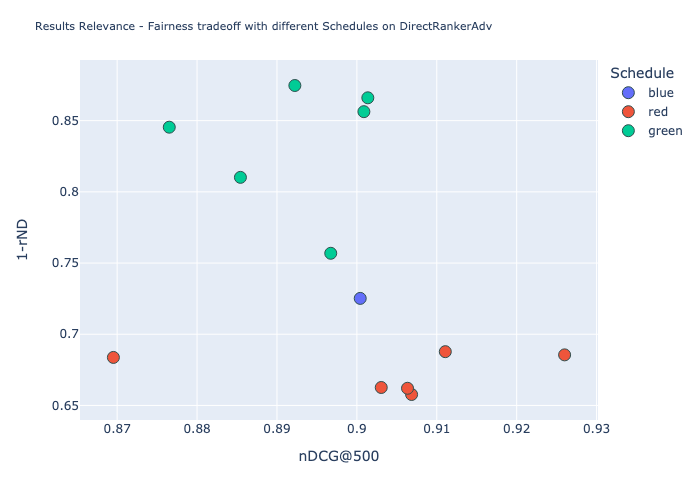 Results Relevance - Fairness tradeoff with different Schedules on DirectRankerAdv
Schedule
blue
red
green
1-rND
0.85
0.8
0.75
0.7
0.65
0.87 0.88 0.89 0.9 0.91 0.92 0.93
nDCG@500